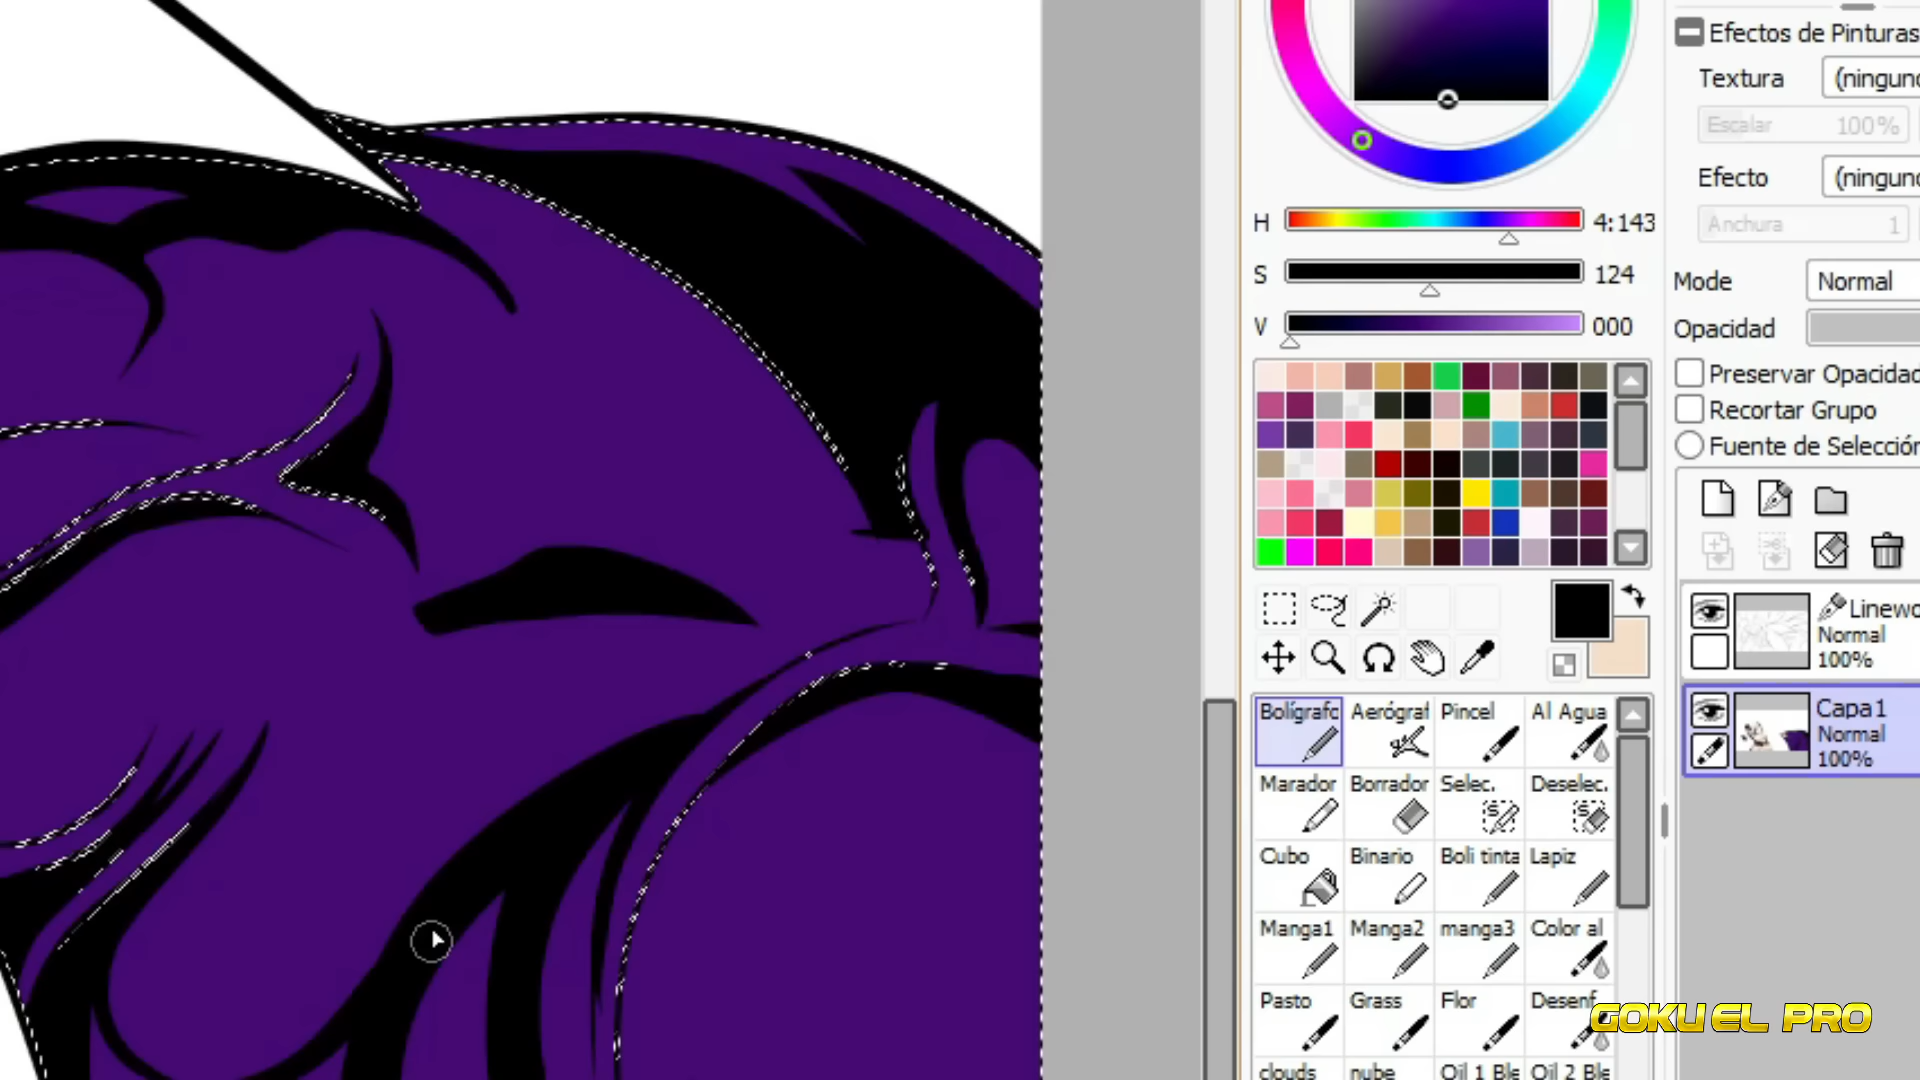 Efectos de Pinturas
Textura (ninguno
Escalar 100%
Efecto (ninguno
Anchura 1
H 4:143
S 124
V 000
Mode Normal
Opacidad
Preservar Opacidad
Recortar Grupo
Fuente de Selección
Linewo
Normal
100%
Capa1
Normal
100%
Bolígrafo Aerógraf Pincel Al Agua
Marador Borrador Selec. Deselec.
Cubo Binario Boli tinta Lapiz
Manga1 Manga2 manga3 Color al
Pasto Grass Flor Desenf
clouds nube Oil 1 Ble Oil 2 Ble
GOKU EL PRO